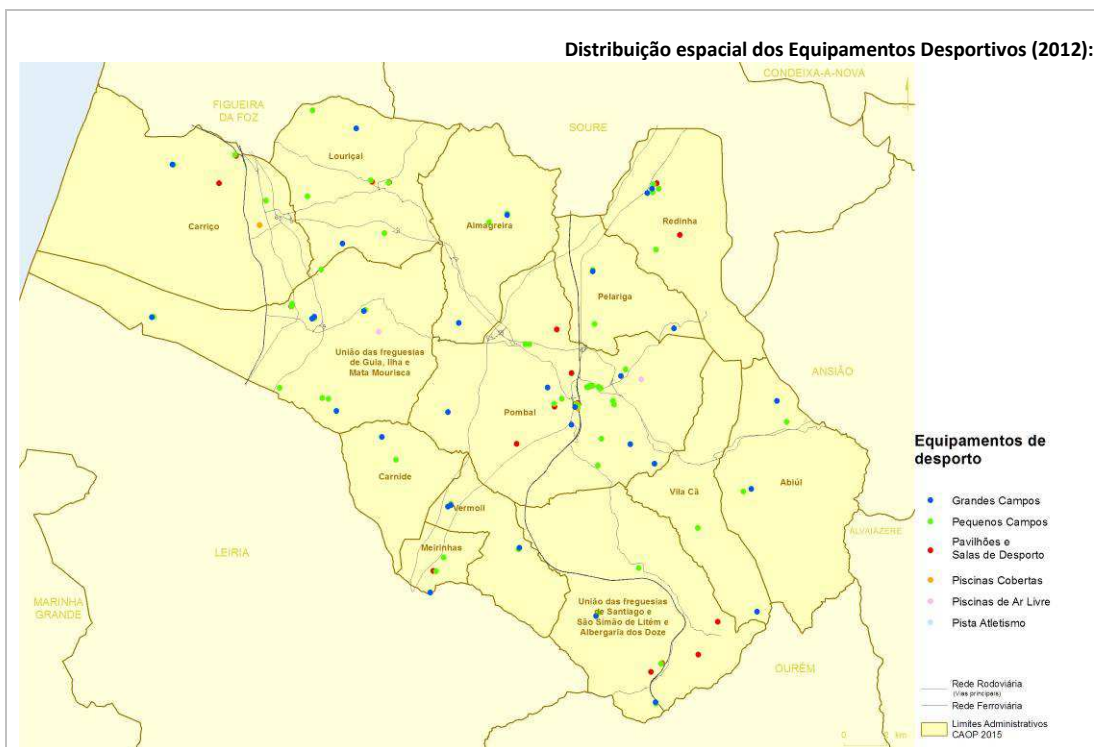 Distribuição espacial dos Equipamentos Desportivos (2012):
CONDEIXA-A-NOVA
FIGUEIRA
DA FOZ
SOURE
Louriçal
Redinha
Almagreira
Carriço
Pelariga
União das freguesias
de Guia, Ilha e
Mata Mourisca
ANSIÃO
Pombal
Carnide
Vila Cã
Abiúl
Vermoil
ALVAIÁZERE
Meirinhas
LEIRIA
MARINHA
GRANDE
União das freguesias
de Santiago e
São Simão de Litém e
Albergaria dos Doze
OURÉM
Equipamentos de
desporto
Grandes Campos
Pequenos Campos
Pavilhões e
Salas de Desporto
Piscinas Cobertas
Piscinas de Ar Livre
Pista Atletismo
Rede Rodoviária
(Vias principais)
Rede Ferroviária
Limites Administrativos
CAOP 2015
0
km